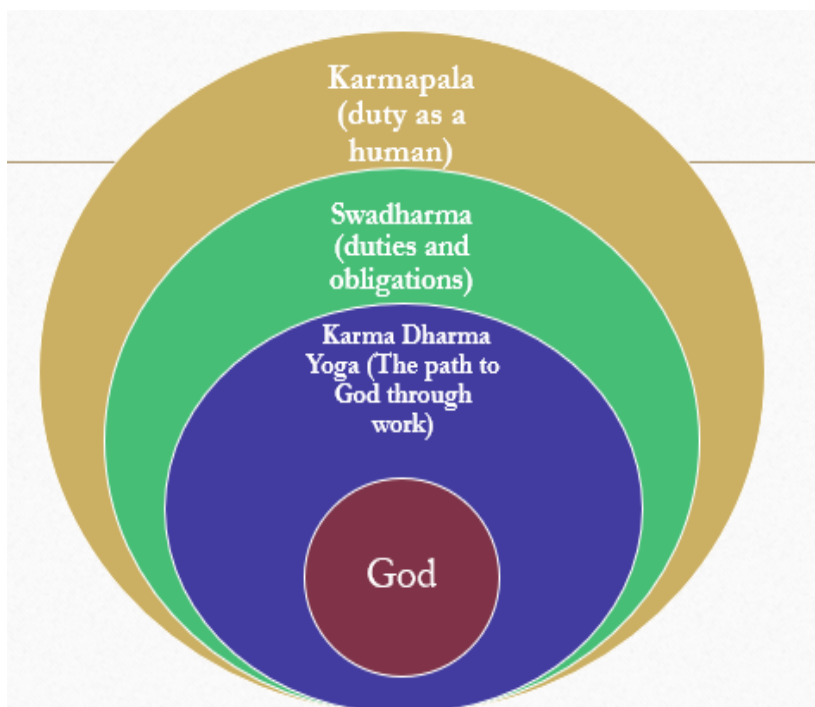 Karmapala
(duty as a
human)
Swadharma
(duties and
obligations)
Karma Dharma
Yoga (The path to
God through
work)
God